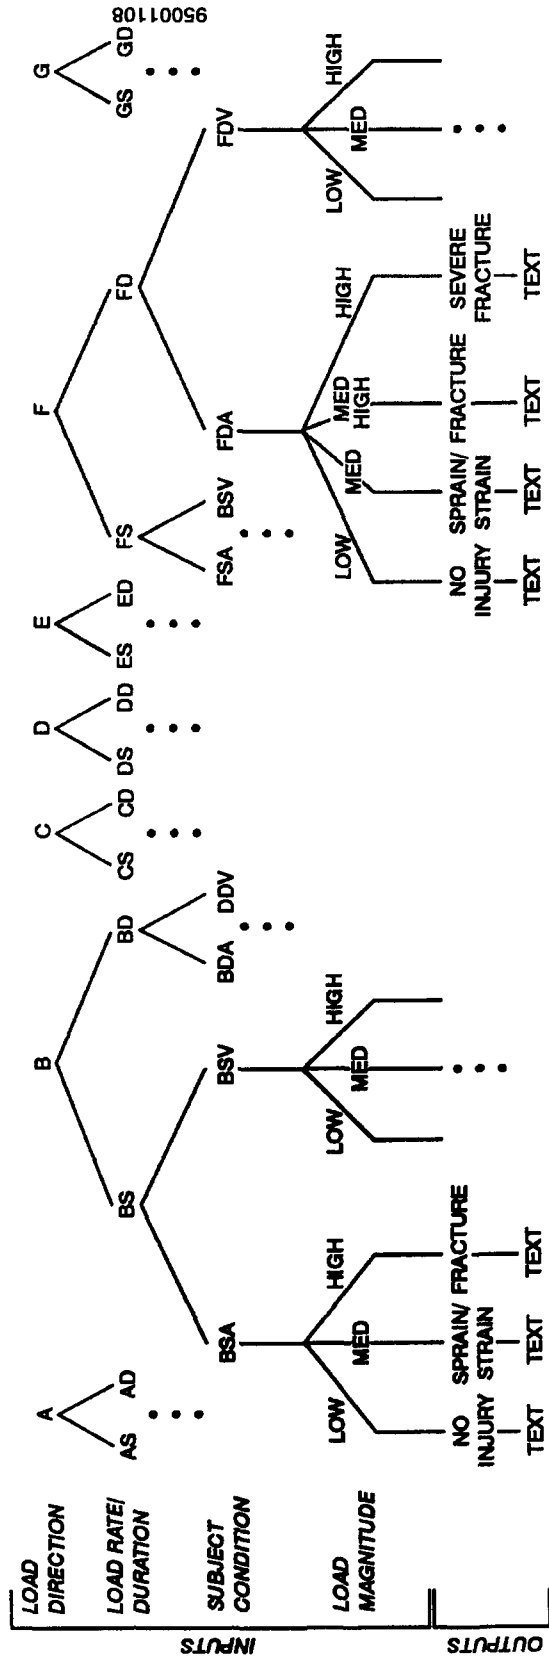 INPUTS
LOAD
DIRECTION
A B C D E F G
LOAD RATE/
DURATION
AS AD BS BD CS CD DS DD ES ED FS FD GS GD
SUBJECT
CONDITION
BSA BSV BDA DDV FSA BSV FDA FDV
LOAD
MAGNITUDE
LOW MED HIGH
LOW MED HIGH
LOW MED MED
HIGH HIGH
LOW MED HIGH
OUTPUTS
NO SPRAIN/ FRACTURE
INJURY STRAIN
TEXT TEXT TEXT
NO SPRAIN/ FRACTURE SEVERE
INJURY STRAIN FRACTURE
TEXT TEXT TEXT TEXT
95001108